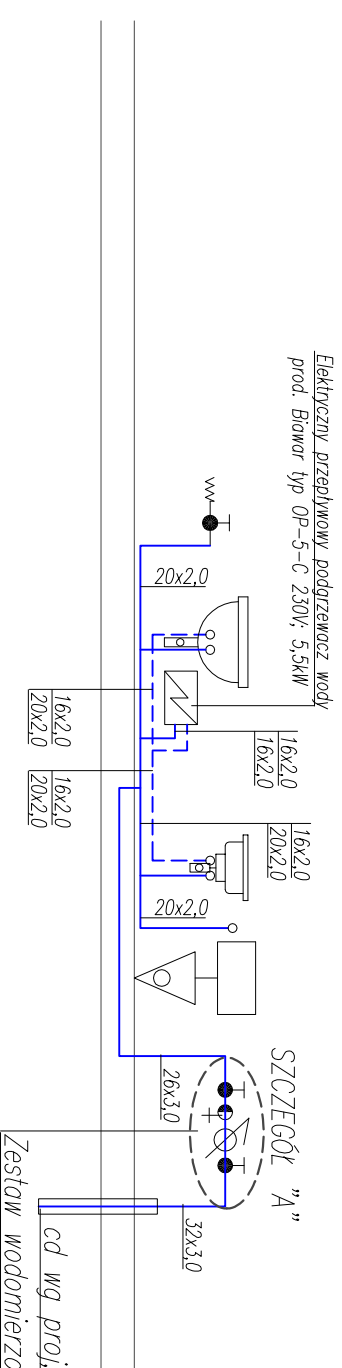 Elektryczny przepływowy podgrzewacz wody
prod. Biawar typ OP-5-C 230V; 5,5kW
20x2,0
16x2,0
20x2,0
16x2,0
20x2,0
16x2,0
16x2,0
16x2,0
20x2,0
20x2,0
SZCZEGÓŁ "A"
26x3,0
32x3,0
cd wg proj.
Zestaw